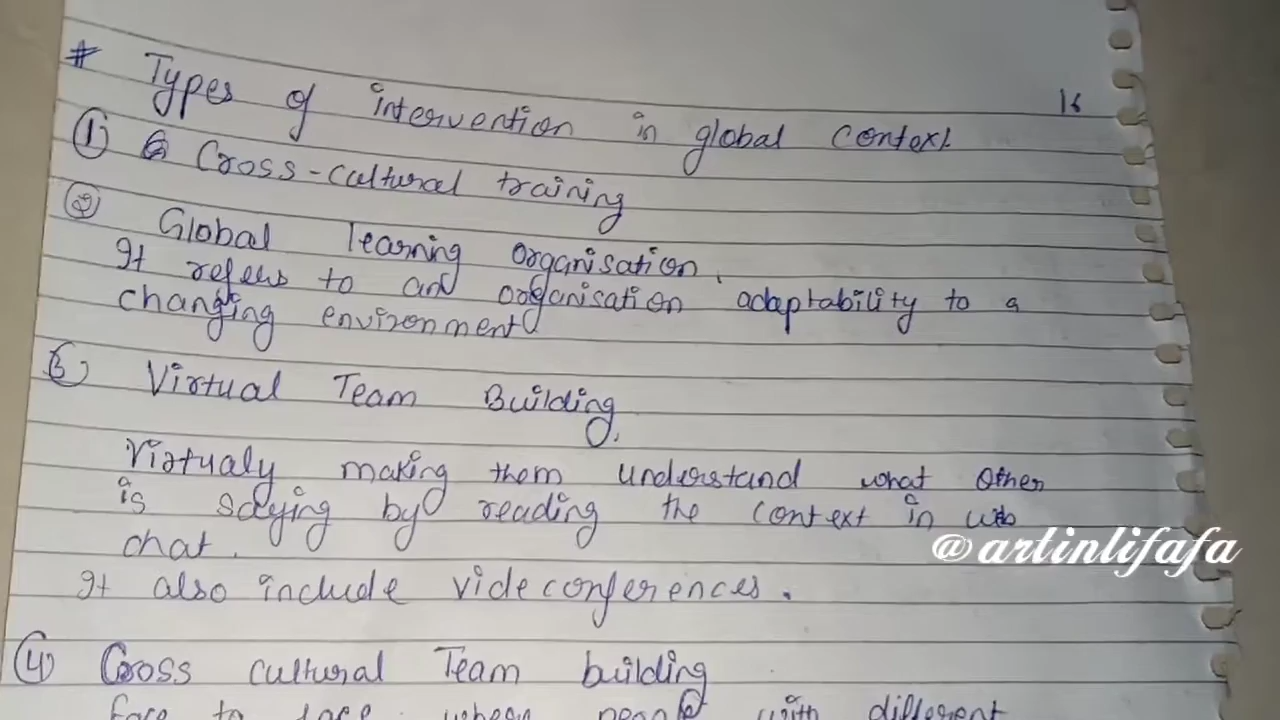 # Types of intervention in global context
16
① Cross-cultural training
② Global learning organisation.
It refers to and organisation adaptability to a
changing environment
③ Virtual Team Building.
Virtualy making them understand what other
is saying by reading the context in web
chat.
It also include videconferences.
@artinlifafa
④ Cross cultural Team building
face to face. when people with different